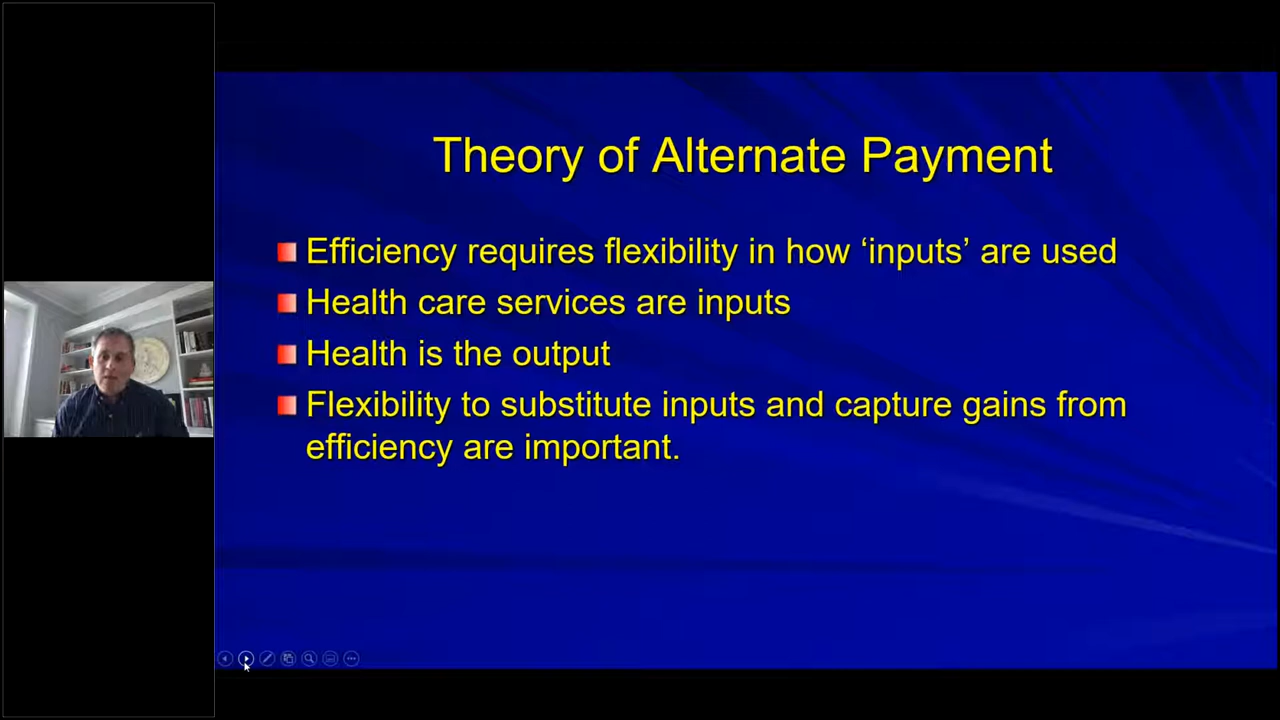 Theory of Alternate Payment
Efficiency requires flexibility in how ‘inputs’ are used
Health care services are inputs
Health is the output
Flexibility to substitute inputs and capture gains from
efficiency are important.